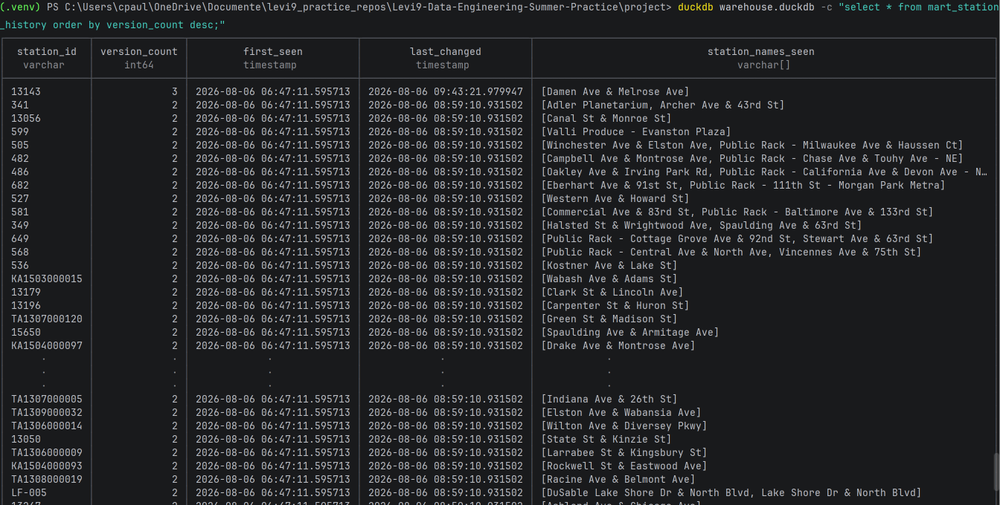 (.venv) PS C:\Users\cpaul\OneDrive\Documente\levi9_practice_repos\Levi9-Data-Engineering-Summer-Practice\project> duckdb warehouse.duckdb -c "select * from mart_station
_history order by version_count desc;"
station_id version_count first_seen last_changed station_names_seen
varchar int64 timestamp timestamp varchar[]
13143 3 2026-08-06 06:47:11.595713 2026-08-06 09:43:21.979947 [Damen Ave & Melrose Ave]
341 2 2026-08-06 06:47:11.595713 2026-08-06 08:59:10.931502 [Adler Planetarium, Archer Ave & 43rd St]
13056 2 2026-08-06 06:47:11.595713 2026-08-06 08:59:10.931502 [Canal St & Monroe St]
599 2 2026-08-06 06:47:11.595713 2026-08-06 08:59:10.931502 [Valli Produce - Evanston Plaza]
505 2 2026-08-06 06:47:11.595713 2026-08-06 08:59:10.931502 [Winchester Ave & Elston Ave, Public Rack - Milwaukee Ave & Haussen Ct]
482 2 2026-08-06 06:47:11.595713 2026-08-06 08:59:10.931502 [Campbell Ave & Montrose Ave, Public Rack - Chase Ave & Touhy Ave - NE]
486 2 2026-08-06 06:47:11.595713 2026-08-06 08:59:10.931502 [Oakley Ave & Irving Park Rd, Public Rack - California Ave & Devon Ave - N…
682 2 2026-08-06 06:47:11.595713 2026-08-06 08:59:10.931502 [Eberhart Ave & 91st St, Public Rack - 111th St - Morgan Park Metra]
527 2 2026-08-06 06:47:11.595713 2026-08-06 08:59:10.931502 [Western Ave & Howard St]
581 2 2026-08-06 06:47:11.595713 2026-08-06 08:59:10.931502 [Commercial Ave & 83rd St, Public Rack - Baltimore Ave & 133rd St]
349 2 2026-08-06 06:47:11.595713 2026-08-06 08:59:10.931502 [Halsted St & Wrightwood Ave, Spaulding Ave & 63rd St]
649 2 2026-08-06 06:47:11.595713 2026-08-06 08:59:10.931502 [Public Rack - Cottage Grove Ave & 92nd St, Stewart Ave & 63rd St]
568 2 2026-08-06 06:47:11.595713 2026-08-06 08:59:10.931502 [Public Rack - Central Ave & North Ave, Vincennes Ave & 75th St]
536 2 2026-08-06 06:47:11.595713 2026-08-06 08:59:10.931502 [Kostner Ave & Lake St]
KA1503000015 2 2026-08-06 06:47:11.595713 2026-08-06 08:59:10.931502 [Wabash Ave & Adams St]
13179 2 2026-08-06 06:47:11.595713 2026-08-06 08:59:10.931502 [Clark St & Lincoln Ave]
13196 2 2026-08-06 06:47:11.595713 2026-08-06 08:59:10.931502 [Carpenter St & Huron St]
TA1307000120 2 2026-08-06 06:47:11.595713 2026-08-06 08:59:10.931502 [Green St & Madison St]
15650 2 2026-08-06 06:47:11.595713 2026-08-06 08:59:10.931502 [Spaulding Ave & Armitage Ave]
KA1504000097 2 2026-08-06 06:47:11.595713 2026-08-06 08:59:10.931502 [Drake Ave & Montrose Ave]
. . . . .
. . . . .
. . . . .
TA1307000005 2 2026-08-06 06:47:11.595713 2026-08-06 08:59:10.931502 [Indiana Ave & 26th St]
TA1309000032 2 2026-08-06 06:47:11.595713 2026-08-06 08:59:10.931502 [Elston Ave & Wabansia Ave]
TA1306000014 2 2026-08-06 06:47:11.595713 2026-08-06 08:59:10.931502 [Wilton Ave & Diversey Pkwy]
13050 2 2026-08-06 06:47:11.595713 2026-08-06 08:59:10.931502 [State St & Kinzie St]
TA1306000009 2 2026-08-06 06:47:11.595713 2026-08-06 08:59:10.931502 [Larrabee St & Kingsbury St]
KA1504000093 2 2026-08-06 06:47:11.595713 2026-08-06 08:59:10.931502 [Rockwell St & Eastwood Ave]
TA1308000019 2 2026-08-06 06:47:11.595713 2026-08-06 08:59:10.931502 [Racine Ave & Belmont Ave]
LF-005 2 2026-08-06 06:47:11.595713 2026-08-06 08:59:10.931502 [DuSable Lake Shore Dr & North Blvd, Lake Shore Dr & North Blvd]